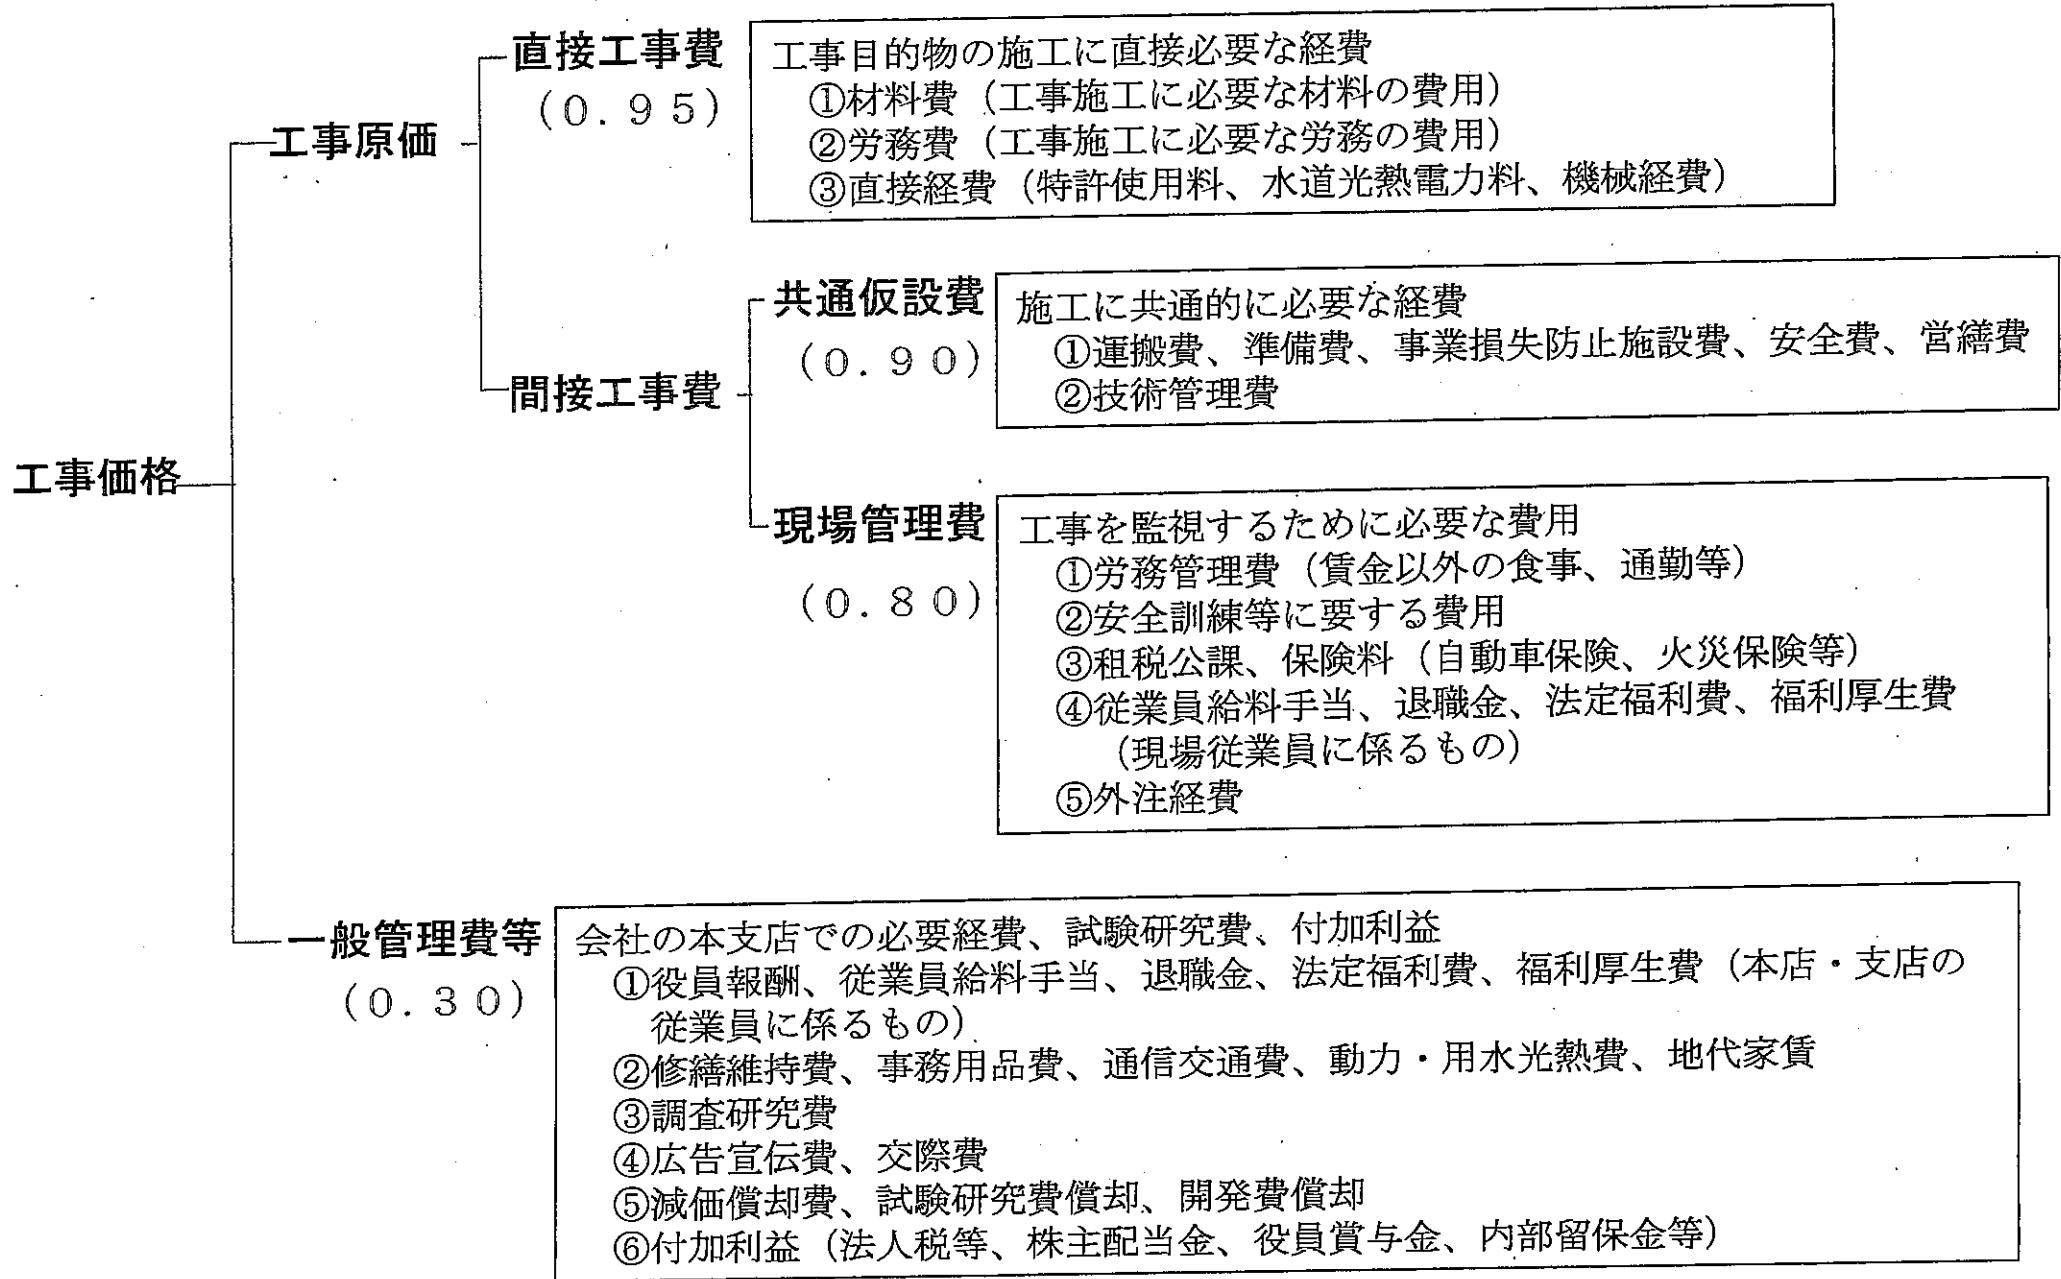 工事価格
工事原価
直接工事費
(0.95)
工事目的物の施工に直接必要な経費
①材料費(工事施工に必要な材料の費用)
②労務費(工事施工に必要な労務の費用)
③直接経費(特許使用料、水道光熱電力料、機械経費)
間接工事費
共通仮設費
(0.90)
施工に共通的に必要な経費
①運搬費、準備費、事業損失防止施設費、安全費、営繕費
②技術管理費
現場管理費
(0.80)
工事を監視するために必要な費用
①労務管理費(賃金以外の食事、通勤等)
②安全訓練等に要する費用
③租税公課、保険料(自動車保険、火災保険等)
④従業員給料手当、退職金、法定福利費、福利厚生費
(現場従業員に係るもの)
⑤外注経費
一般管理費等
(0.30)
会社の本支店での必要経費、試験研究費、付加利益
①役員報酬、従業員給料手当、退職金、法定福利費、福利厚生費(本店・支店の
従業員に係るもの)
②修繕維持費、事務用品費、通信交通費、動力・用水光熱費、地代家賃
③調査研究費
④広告宣伝費、交際費
⑤減価償却費、試験研究費償却、開発費償却
⑥付加利益(法人税等、株主配当金、役員賞与金、内部留保金等)